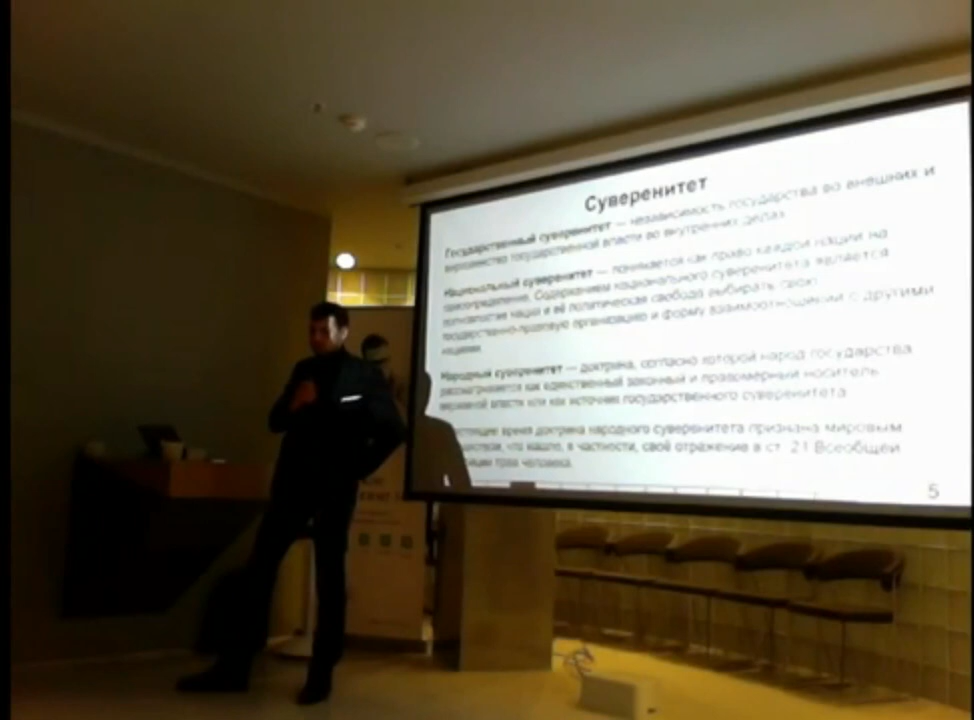 Суверенитет
Государственный суверенитет — независимость государства во внешних и
верховенство государственной власти во внутренних делах.
Национальный суверенитет — понимается как право каждой нации на
самоопределение. Содержанием национального суверенитета является
полновластие нации и её политическая свобода выбирать свою
государственно-правовую организацию и форму взаимоотношений с другими
нациями.
Народный суверенитет — доктрина, согласно которой народ государства
рассматривается как единственный законный и правомерный носитель
верховной власти или как источник государственного суверенитета.
время доктрина народного суверенитета признана мировым
что нашло, в частности, своё отражение в ст. 21 Всеобщей
прав человека.
5